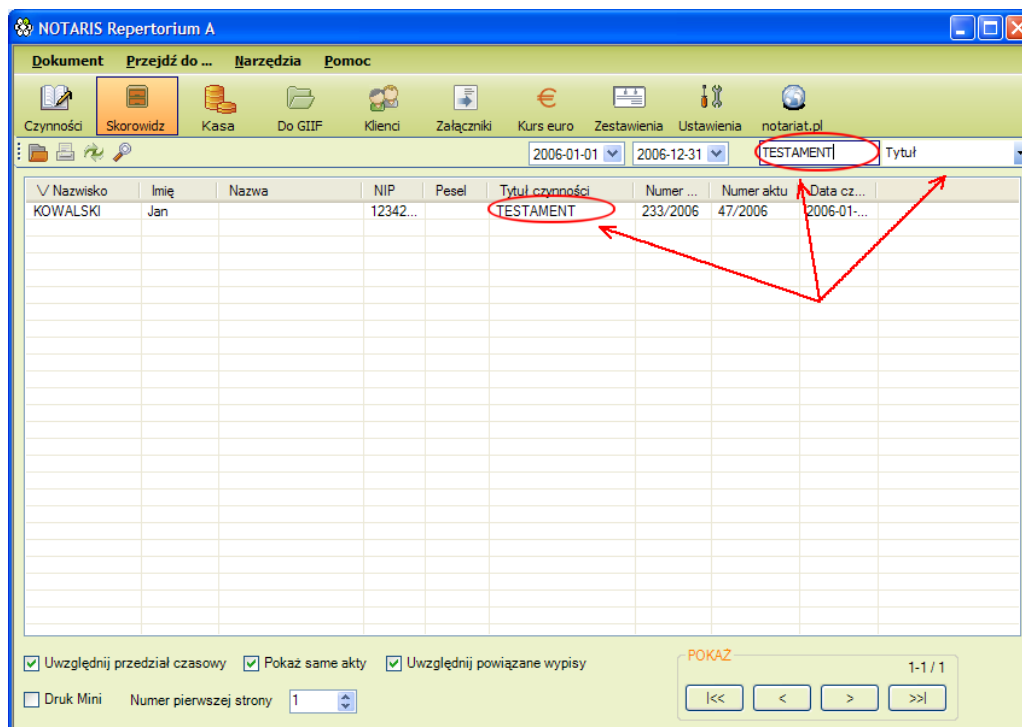 NOTARIS Repertorium A
Dokument Przejdź do ... Narzędzia Pomoc
Czynności Skorowidz Kasa Do GIIF Klienci Załączniki Kurs euro Zestawienia Ustawienia notariat.pl
2006-01-01 2006-12-31 TESTAMENT Tytuł
Nazwisko Imię Nazwa NIP Pesel Tytuł czynności Numer ... Numer aktu Data cz...
KOWALSKI Jan 12342... TESTAMENT 233/2006 47/2006 2006-01-...
Uwzględnij przedział czasowy Pokaż same akty Uwzględnij powiązane wypisy
POKAŻ
1-1 / 1
Druk Mini Numer pierwszej strony 1 |<< < > >>|